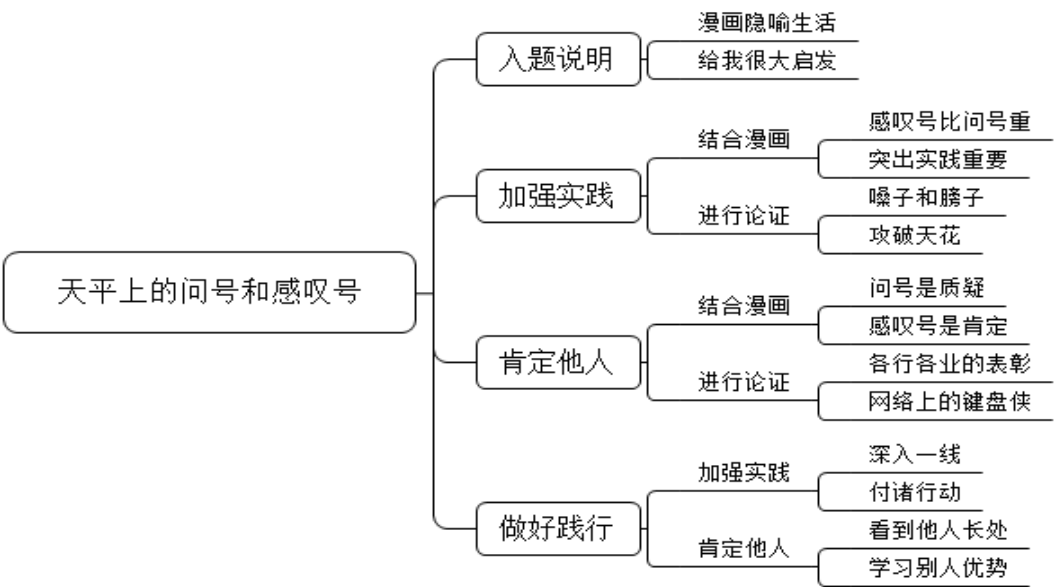 天平上的问号和感叹号
入题说明
漫画隐喻生活
给我很大启发
加强实践
结合漫画
感叹号比问号重
突出实践重要
进行论证
嗓子和膀子
攻破天花
肯定他人
结合漫画
问号是质疑
感叹号是肯定
进行论证
各行各业的表彰
网络上的键盘侠
做好践行
加强实践
深入一线
付诸行动
肯定他人
看到他人长处
学习别人优势